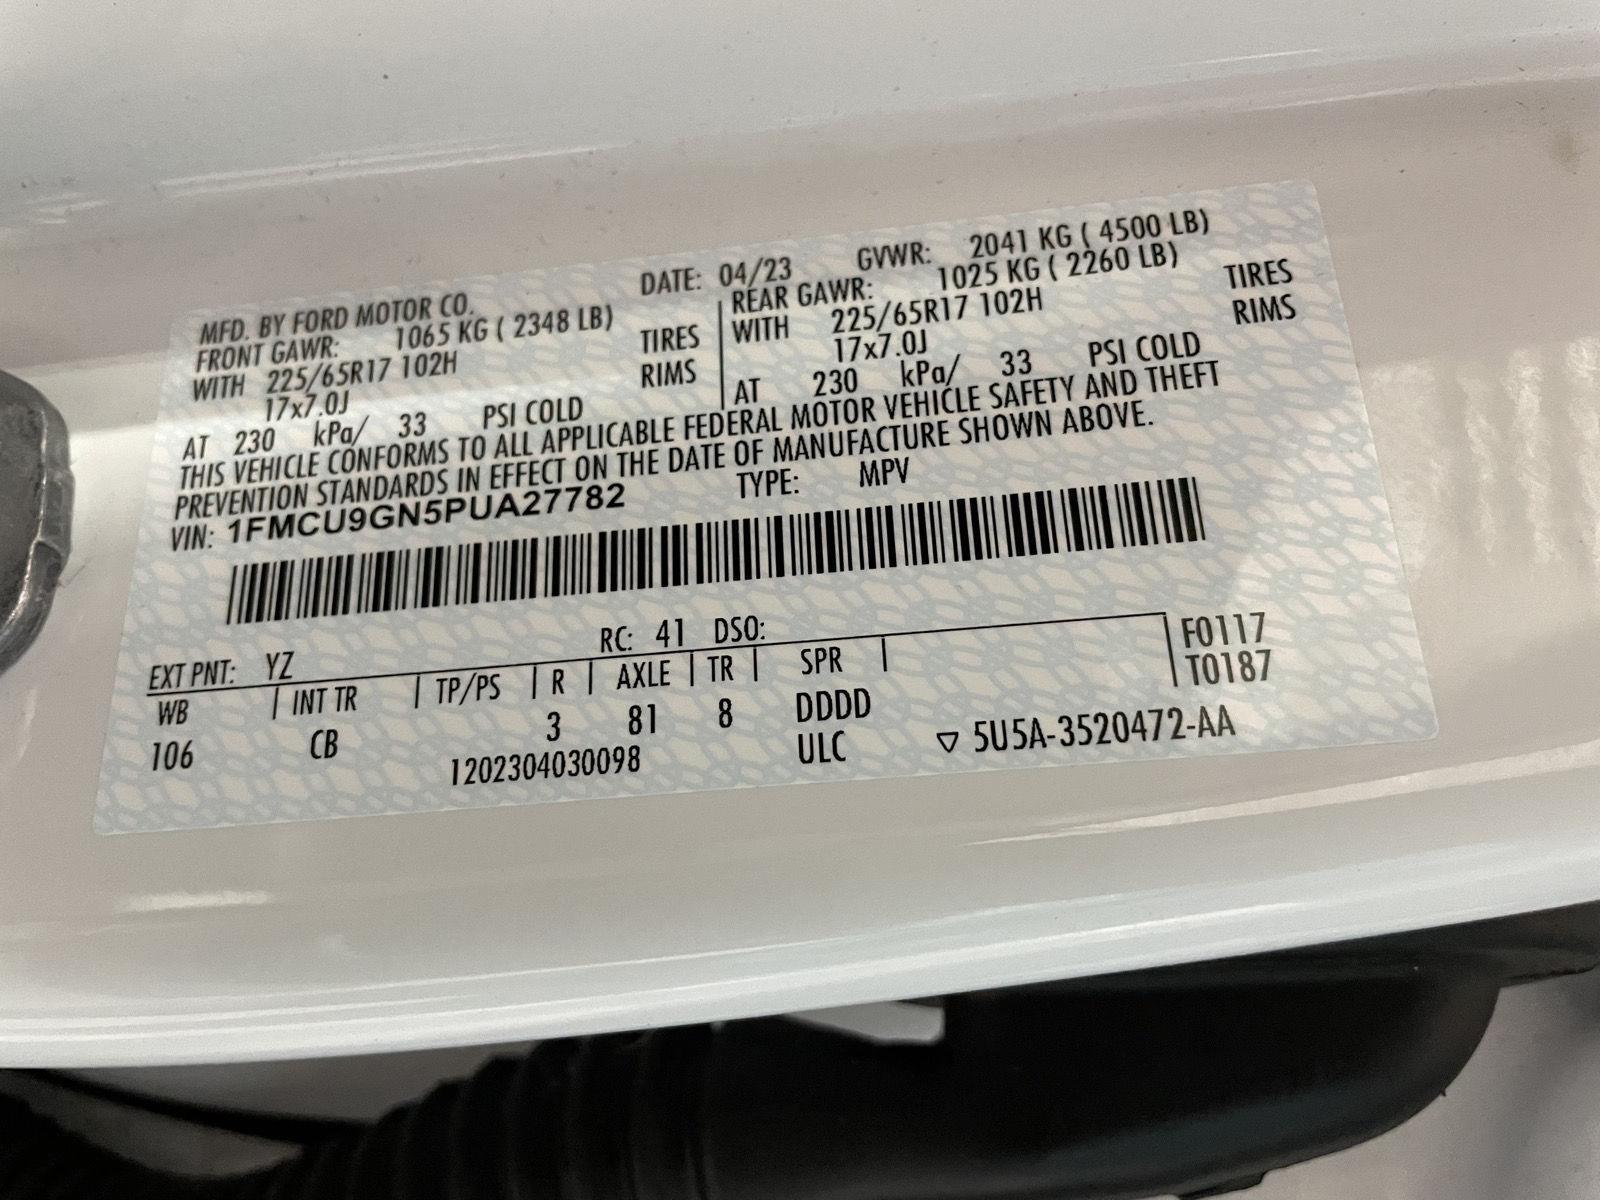 MFD. BY FORD MOTOR CO. DATE: 04/23 GVWR: 2041 KG ( 4500 LB)
FRONT GAWR: 1065 KG ( 2348 LB) REAR GAWR: 1025 KG ( 2260 LB)
WITH 225/65R17 102H TIRES WITH 225/65R17 102H TIRES
17x7.0J RIMS 17x7.0J RIMS
AT 230 kPa/ 33 PSI COLD AT 230 kPa/ 33 PSI COLD
THIS VEHICLE CONFORMS TO ALL APPLICABLE FEDERAL MOTOR VEHICLE SAFETY AND THEFT
PREVENTION STANDARDS IN EFFECT ON THE DATE OF MANUFACTURE SHOWN ABOVE.
VIN: 1FMCU9GN5PUA27782 TYPE: MPV
EXT PNT: YZ RC: 41 DSO: F0117
WB INT TR TP/PS R AXLE TR SPR T0187
106 CB 3 81 8 DDDD
1202304030098 ULC ▽ 5U5A-3520472-AA